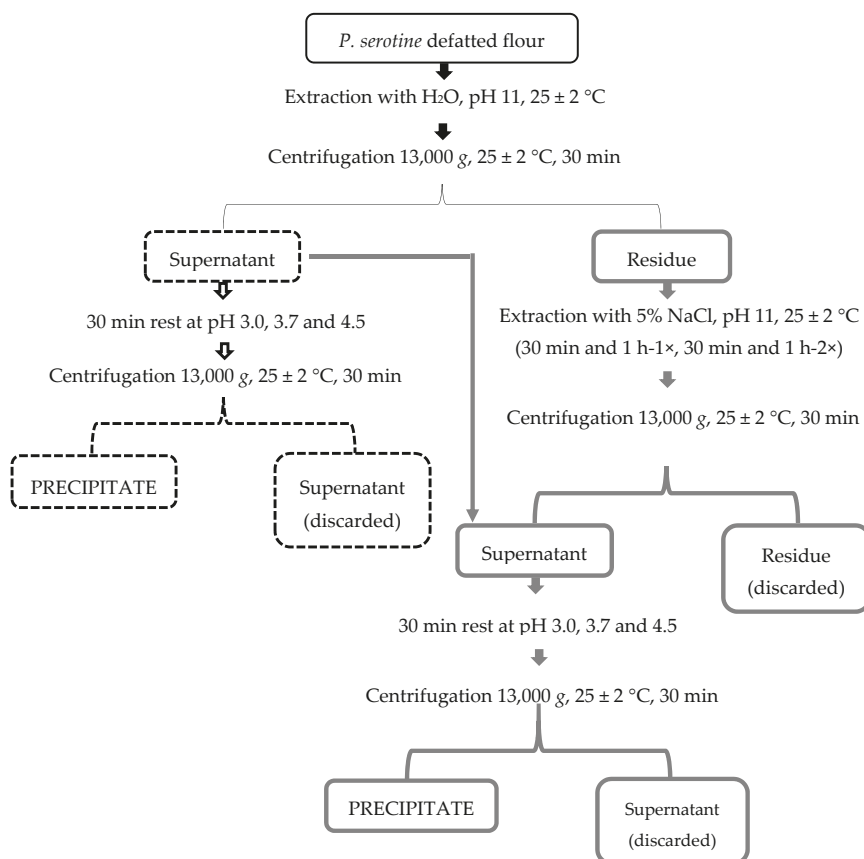 P. serotine defatted flour
Extraction with H2O, pH 11, 25 ± 2 °C
Centrifugation 13,000 g, 25 ± 2 °C, 30 min
Supernatant
Residue
30 min rest at pH 3.0, 3.7 and 4.5
Extraction with 5% NaCl, pH 11, 25 ± 2 °C
(30 min and 1 h-1×, 30 min and 1 h-2×)
Centrifugation 13,000 g, 25 ± 2 °C, 30 min
Centrifugation 13,000 g, 25 ± 2 °C, 30 min
PRECIPITATE
Supernatant
(discarded)
Supernatant
Residue
(discarded)
30 min rest at pH 3.0, 3.7 and 4.5
Centrifugation 13,000 g, 25 ± 2 °C, 30 min
PRECIPITATE
Supernatant
(discarded)